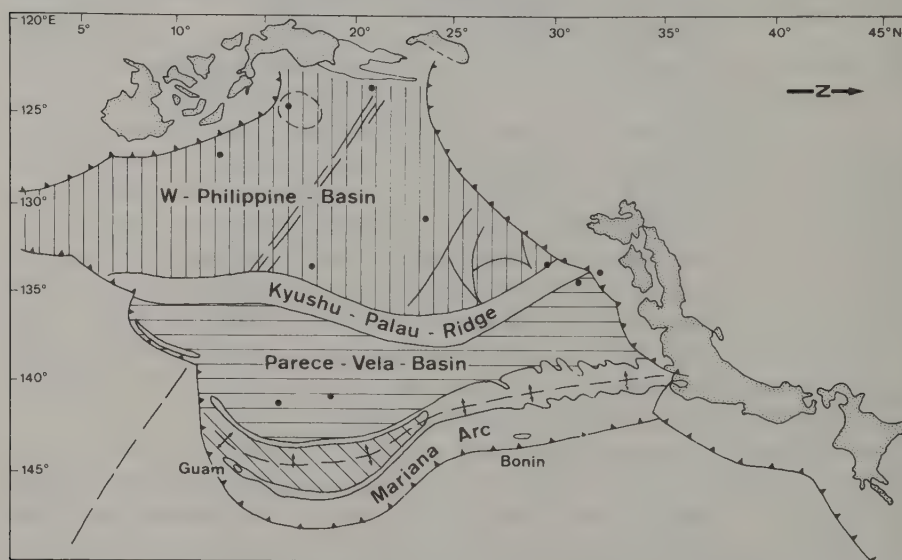 120°E 5° 10° 15° 20° 25° 30° 35° 40° 45°N
125°
130°
135°
140°
145°
N
W - Philippine - Basin
Kyushu - Palau - Ridge
Parece - Vela - Basin
Mariana Arc
Guam
Bonin